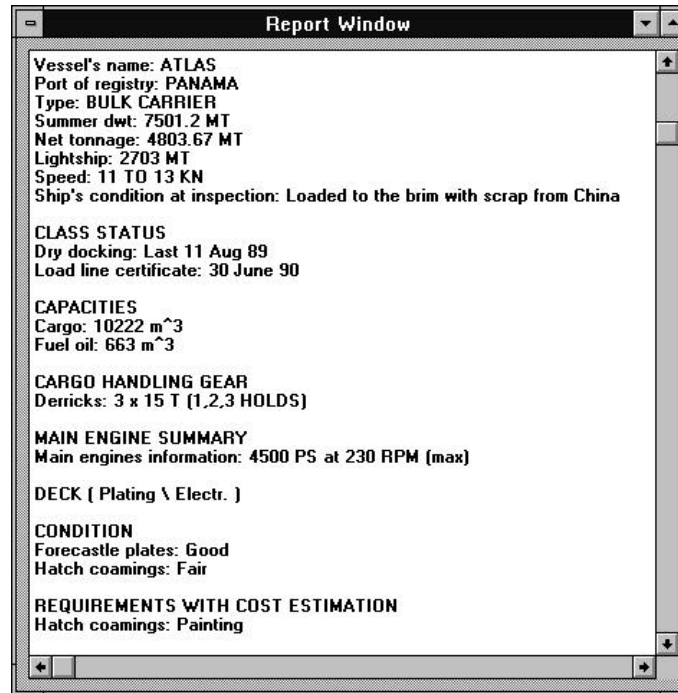 Report Window
Vessel's name: ATLAS
Port of registry: PANAMA
Type: BULK CARRIER
Summer dwt: 7501.2 MT
Net tonnage: 4803.67 MT
Lightship: 2703 MT
Speed: 11 TO 13 KN
Ship's condition at inspection: Loaded to the brim with scrap from China
CLASS STATUS
Dry docking: Last 11 Aug 89
Load line certificate: 30 June 90
CAPACITIES
Cargo: 10222 m^3
Fuel oil: 663 m^3
CARGO HANDLING GEAR
Derricks: 3 x 15 T (1,2,3 HOLDS)
MAIN ENGINE SUMMARY
Main engines information: 4500 PS at 230 RPM (max)
DECK ( Plating \ Electr. )
CONDITION
Forecastle plates: Good
Hatch coamings: Fair
REQUIREMENTS WITH COST ESTIMATION
Hatch coamings: Painting